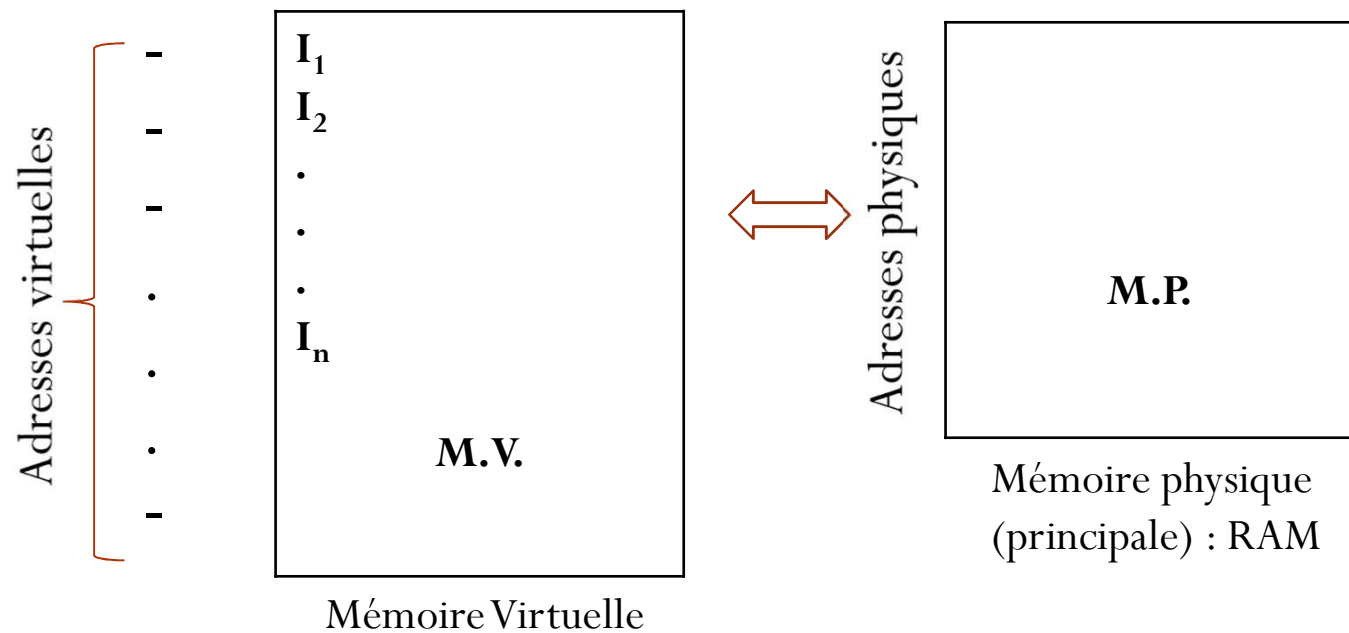 Adresses virtuelles
-
-
-
.
.
.
-
I₁
I₂
.
.
.
Iₙ
M.V.
Mémoire Virtuelle
Adresses physiques
M.P.
Mémoire physique
(principale) : RAM